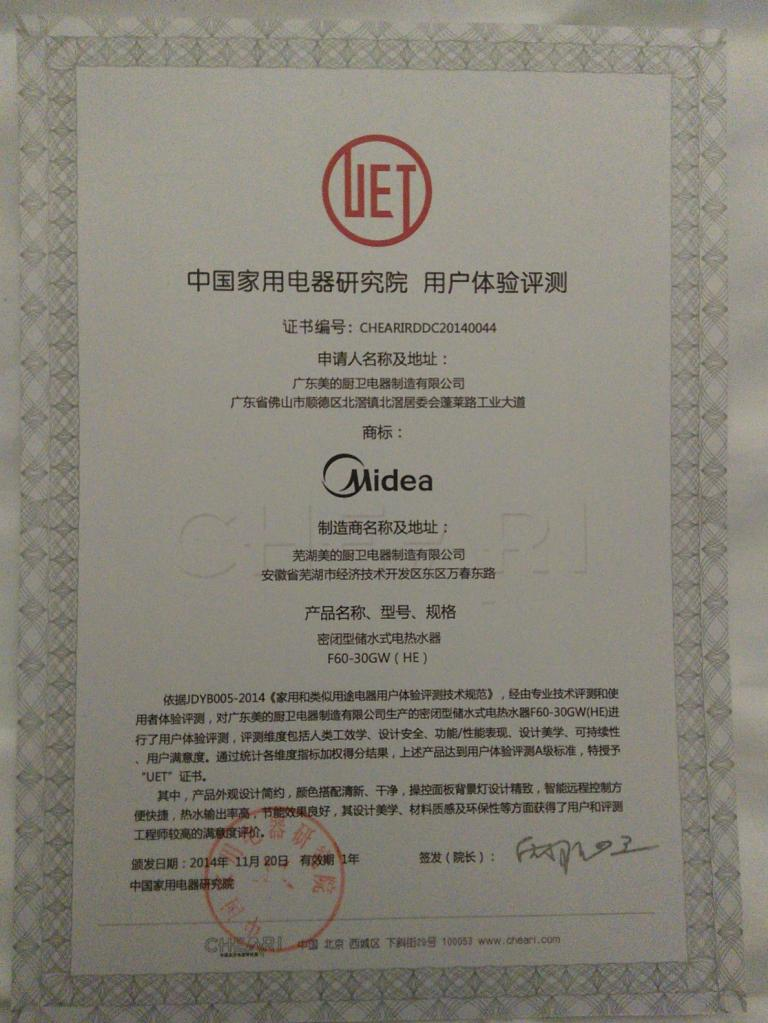 UET
中国家用电器研究院 用户体验评测
证书编号：CHEARIRDDC20140044
申请人名称及地址：
广东美的厨卫电器制造有限公司
广东省佛山市顺德区北滘镇北滘居委会蓬莱路工业大道
商标：
Midea
CHEARI
制造商名称及地址：
芜湖美的厨卫电器制造有限公司
安徽省芜湖市经济技术开发区东区万春东路
产品名称、型号、规格
密闭型储水式电热水器
F60-30GW（HE）
依据JDYB005-2014《家用和类似用途电器用户体验评测技术规范》，经由专业技术评测和使
用者体验评测，对广东美的厨卫电器制造有限公司生产的密闭型储水式电热水器F60-30GW(HE)进
行了用户体验评测，评测维度包括人类工效学、设计安全、功能/性能表现、设计美学、可持续性
、用户满意度。通过统计各维度指标加权得分结果，上述产品达到用户体验评测A级标准，特授予
“UET”证书。
其中，产品外观设计简约，颜色搭配清新、干净，操控面板背景灯设计精致，智能远程控制方
便快捷，热水输出率高，节能效果良好，其设计美学、材料质感及环保性等方面获得了用户和评测
工程师较高的满意度评价。
颁发日期：2014年 11月20日 有效期 1年 签发（院长）：
中国家用电器研究院
CHEARI 中国 北京 西城区 下斜街29号 100053 www.cheari.com